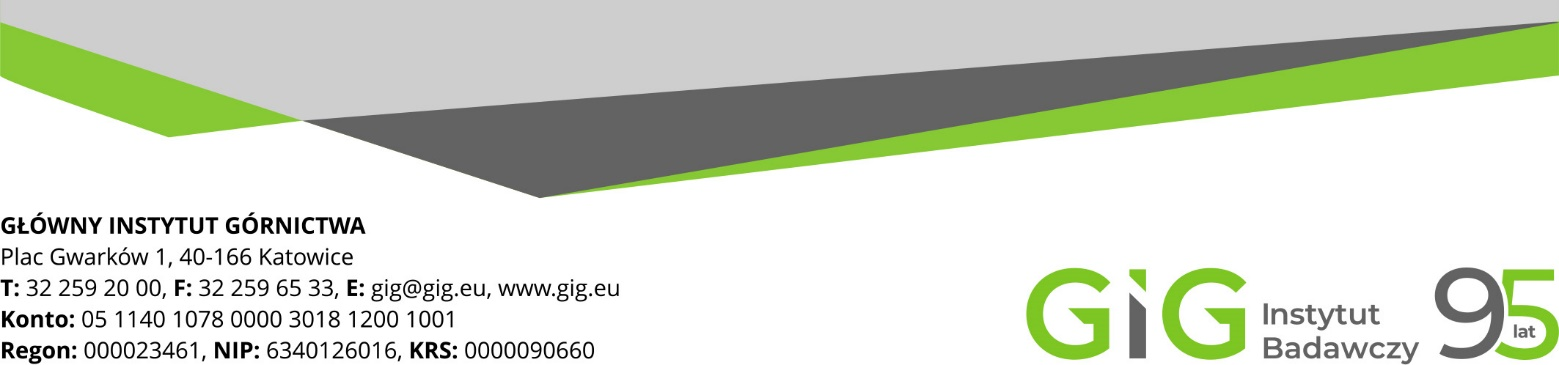 GŁÓWNY INSTYTUT GÓRNICTWA
Plac Gwarków 1, 40-166 Katowice
T: 32 259 20 00, F: 32 259 65 33, E: gig@gig.eu, www.gig.eu
Konto: 05 1140 1078 0000 3018 1200 1001
Regon: 000023461, NIP: 6340126016, KRS: 0000090660
GiG
Instytut
Badawczy
95
lat